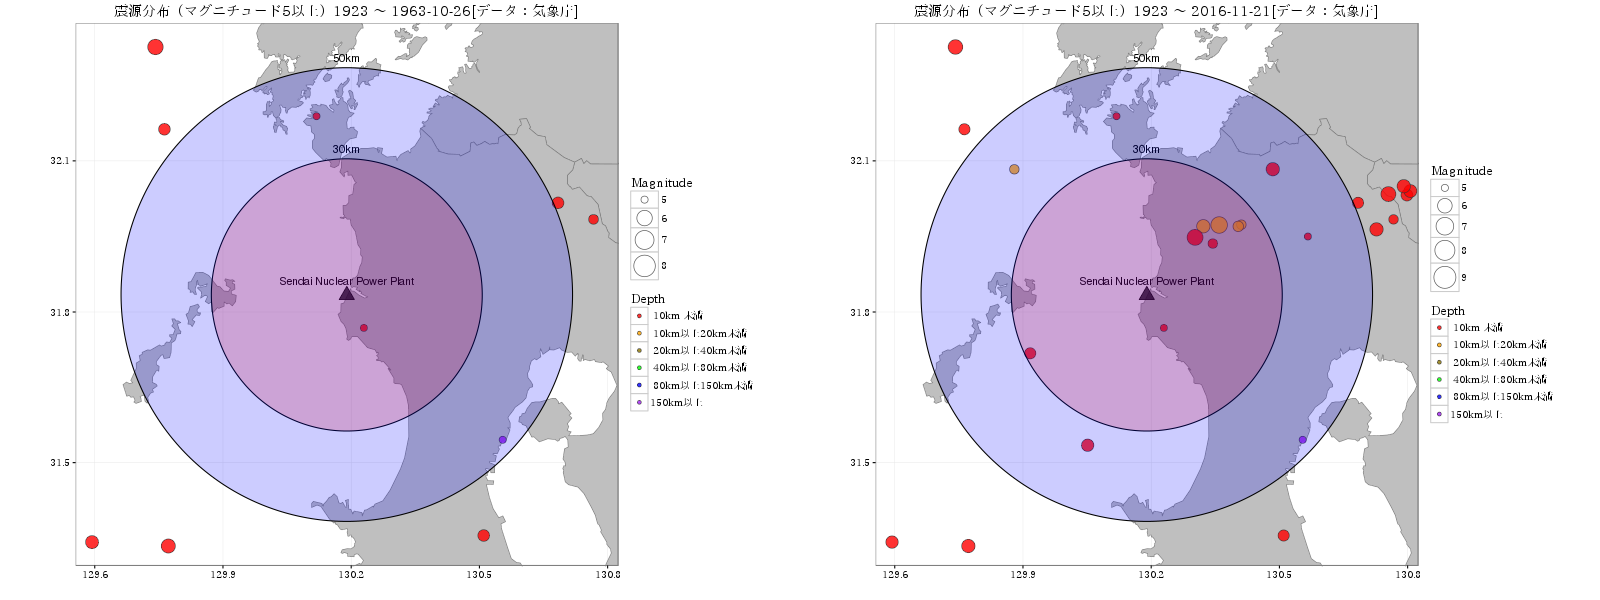 震源分布（マグニチュード5以上）1923 ～ 1963-10-26[データ：気象庁]
50km
30km
Sendai Nuclear Power Plant
32.1
31.8
31.5
129.6
129.9
130.2
130.5
130.8
Magnitude
5
6
7
8
Depth
10km 未満
10km以上20km未満
20km以上40km未満
40km以上80km未満
80km以上150km未満
150km以上
震源分布（マグニチュード5以上）1923 ～ 2016-11-21[データ：気象庁]
50km
30km
Sendai Nuclear Power Plant
32.1
31.8
31.5
129.6
129.9
130.2
130.5
130.8
Magnitude
5
6
7
8
9
Depth
10km 未満
10km以上20km未満
20km以上40km未満
40km以上80km未満
80km以上150km未満
150km以上